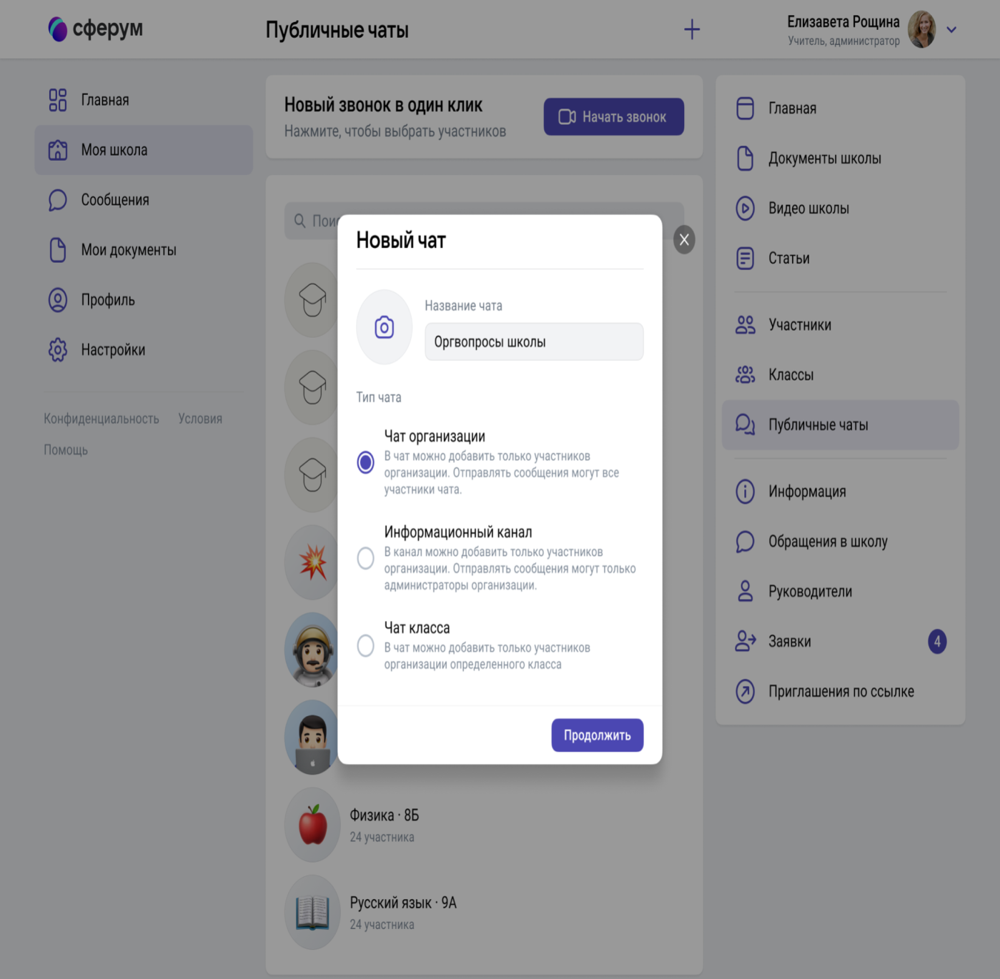 сферум
Публичные чаты
Елизавета Рощина
Учитель, администратор
Главная
Моя школа
Сообщения
Мои документы
Профиль
Настройки
Конфиденциальность Условия
Помощь
Новый звонок в один клик
Нажмите, чтобы выбрать участников
Начать звонок
Новый чат
X
Название чата
Оргвопросы школы
Тип чата
Чат организации
В чат можно добавить только участников
организации. Отправлять сообщения могут все
участники чата.
Информационный канал
В канал можно добавить только участников
организации. Отправлять сообщения могут только
администраторы организации.
Чат класса
В чат можно добавить только участников
организации определенного класса
Продолжить
Физика · 8Б
24 участника
Русский язык · 9А
24 участника
Главная
Документы школы
Видео школы
Статьи
Участники
Классы
Публичные чаты
Информация
Обращения в школу
Руководители
Заявки 4
Приглашения по ссылке